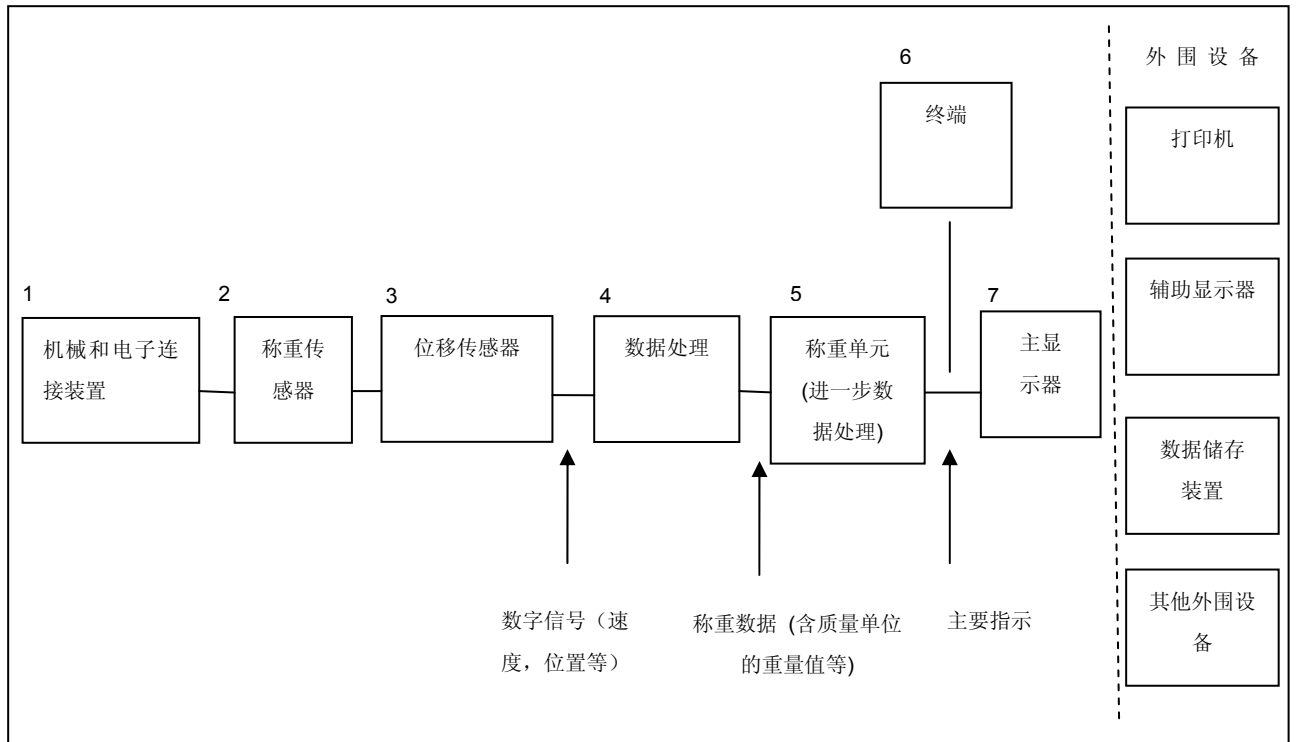 6
终端
外围设备
打印机
辅助显示器
数据储存
装置
其他外围设
备
1
机械和电子连
接装置
2
称重传
感器
3
位移传感器
4
数据处理
5
称重单元
(进一步数
据处理)
7
主显
示器
数字信号（速
度，位置等）
称重数据 (含质量单位
的重量值等)
主要指示